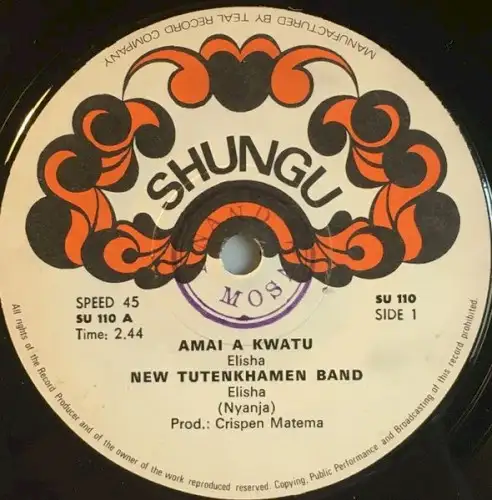 MANUFACTURED BY TEAL RECORD COMPANY
SHUNGU
MOS
SPEED 45
SU 110 A
Time: 2.44
SU 110
SIDE 1
AMAI A KWATU
Elisha
NEW TUTENKHAMEN BAND
Elisha
(Nyanja)
Prod.: Crispen Matema
All rights of the Record Producer and of the owner of the work reproduced reserved. Copying, Public Performance and Broadcasting of this record prohibited.